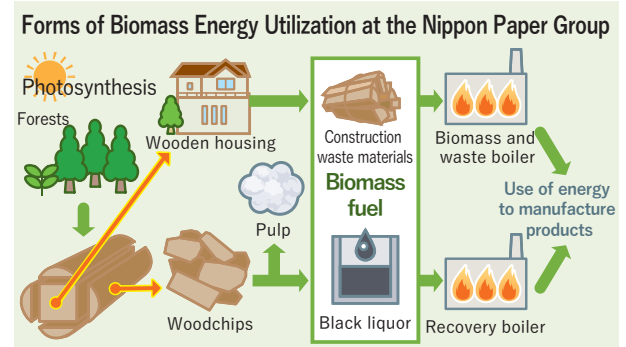 Forms of Biomass Energy Utilization at the Nippon Paper Group
Photosynthesis
Forests
Wooden housing
Pulp
Woodchips
Construction
waste materials
Biomass
fuel
Black liquor
Biomass and
waste boiler
Use of energy
to manufacture
products
Recovery boiler